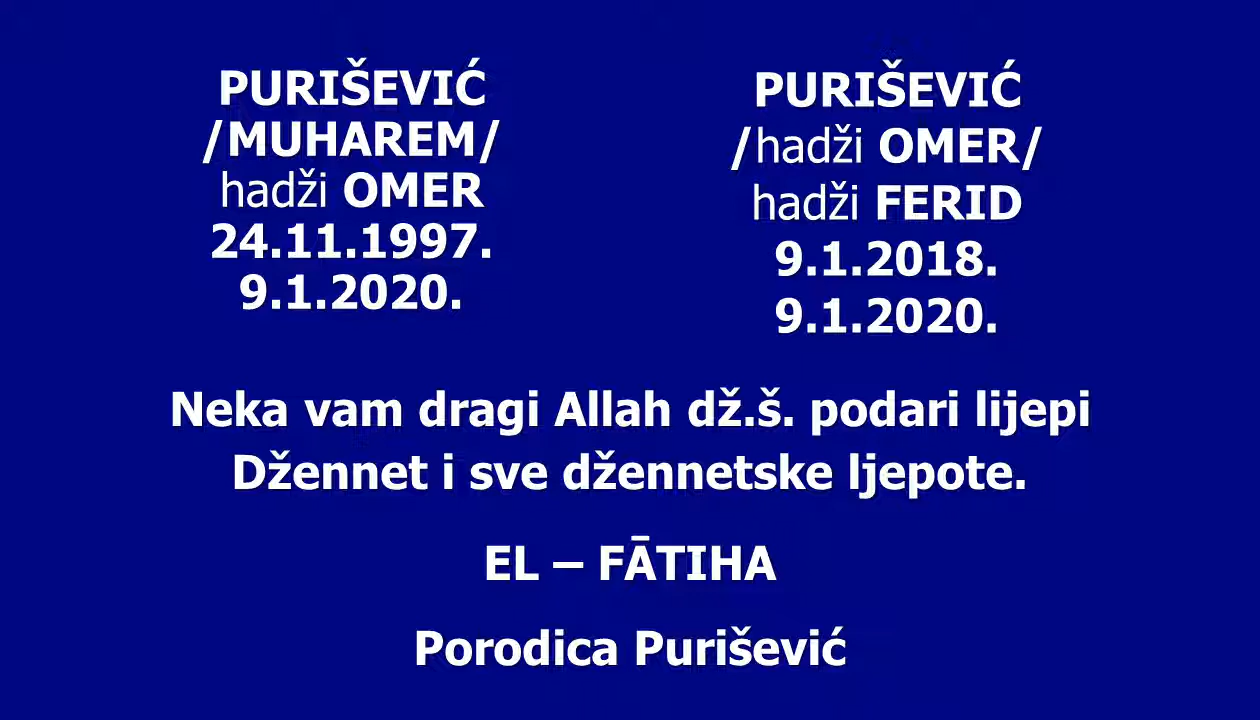 PURIŠEVIĆ
/MUHAREM/
hadži OMER
24.11.1997.
9.1.2020.
PURIŠEVIĆ
/hadži OMER/
hadži FERID
9.1.2018.
9.1.2020.
Neka vam dragi Allah dž.š. podari lijepi
Džennet i sve džennetske ljepote.
EL – FĀTIHA
Porodica Purišević